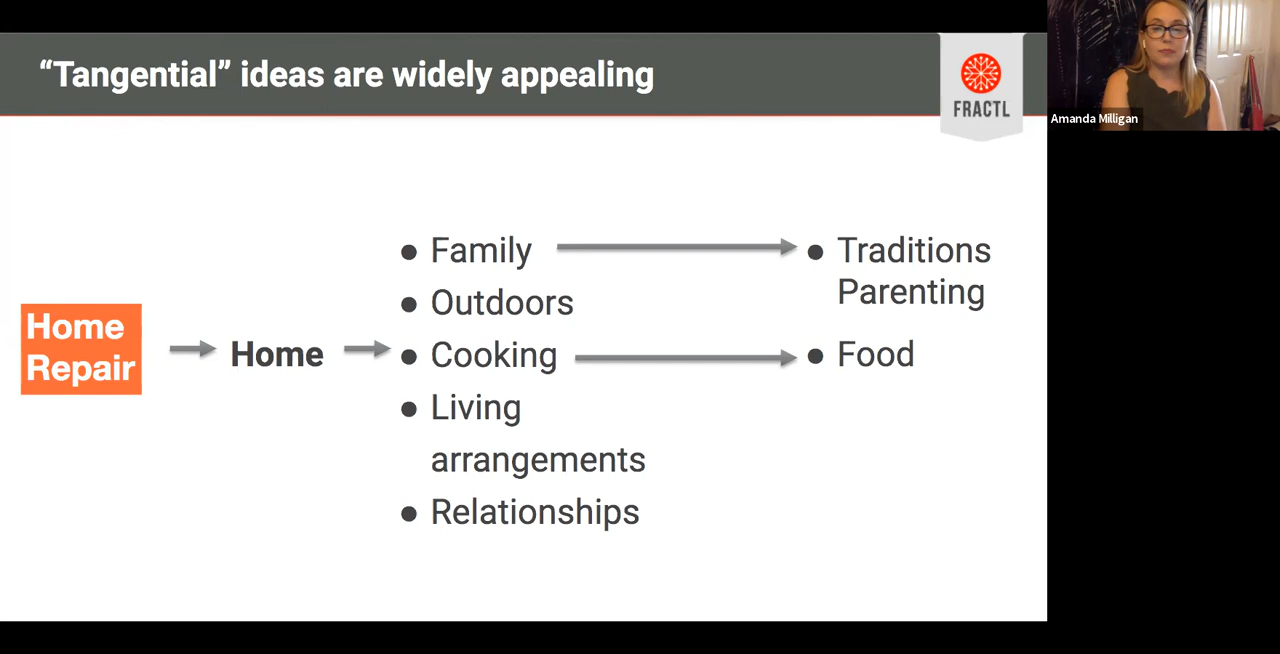 “Tangential” ideas are widely appealing
FRACTL
Amanda Milligan
Home
Repair
Home
● Family
● Outdoors
● Cooking
● Living
arrangements
● Relationships
● Traditions
Parenting
● Food